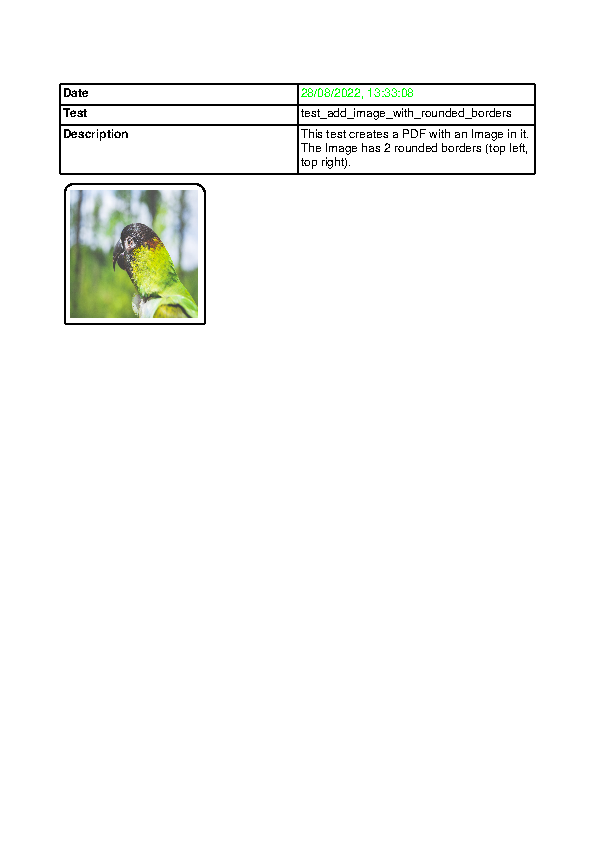 Date 28/08/2022, 13:33:08
Test test_add_image_with_rounded_borders
Description This test creates a PDF with an Image in it.
The Image has 2 rounded borders (top left,
top right).